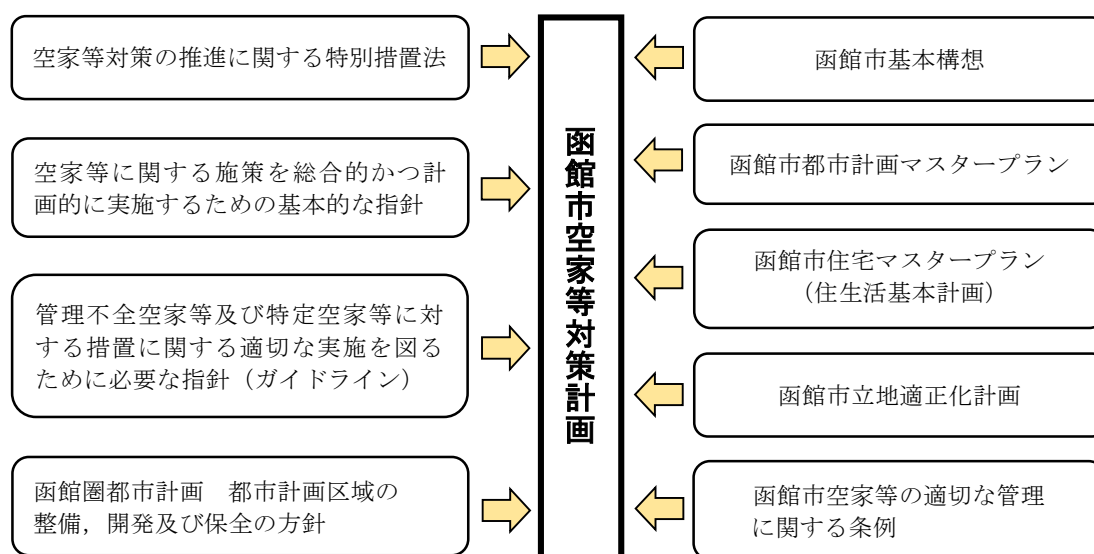 空家等対策の推進に関する特別措置法
空家等に関する施策を総合的かつ計
画的に実施するための基本的な指針
管理不全空家等及び特定空家等に対
する措置に関する適切な実施を図る
ために必要な指針（ガイドライン）
函館圏都市計画　都市計画区域の
整備，開発及び保全の方針
函館市空家等対策計画
函館市基本構想
函館市都市計画マスタープラン
函館市住宅マスタープラン
（住生活基本計画）
函館市立地適正化計画
函館市空家等の適切な管理
に関する条例